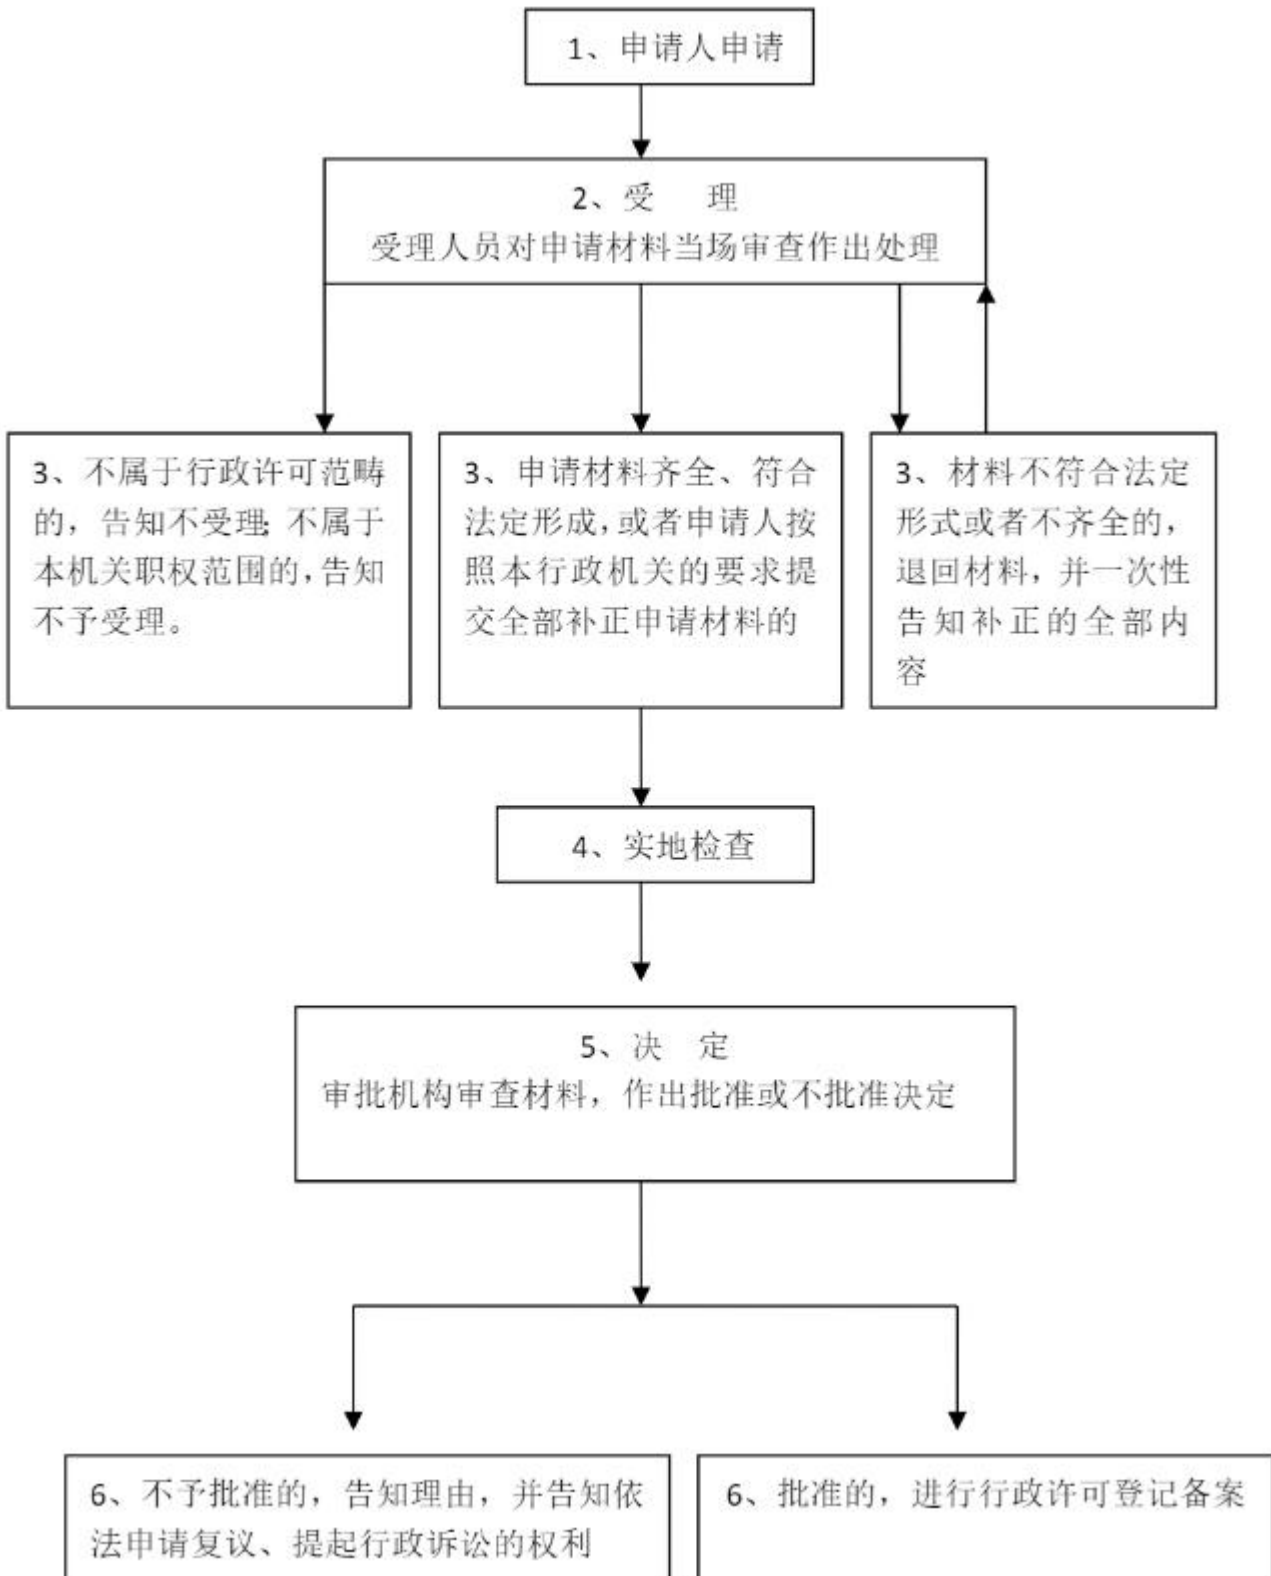 1、申请人申请
2、受 理
受理人员对申请材料当场审查作出处理
3、不属于行政许可范畴
的，告知不受理；不属于
本机关职权范围的，告知
不予受理。
3、申请材料齐全、符合
法定形成，或者申请人按
照本行政机关的要求提
交全部补正申请材料的
3、材料不符合法定
形式或者不齐全的，
退回材料，并一次性
告知补正的全部内
容
4、实地检查
5、决 定
审批机构审查材料，作出批准或不批准决定
6、不予批准的，告知理由，并告知依
法申请复议、提起行政诉讼的权利
6、批准的，进行行政许可登记备案